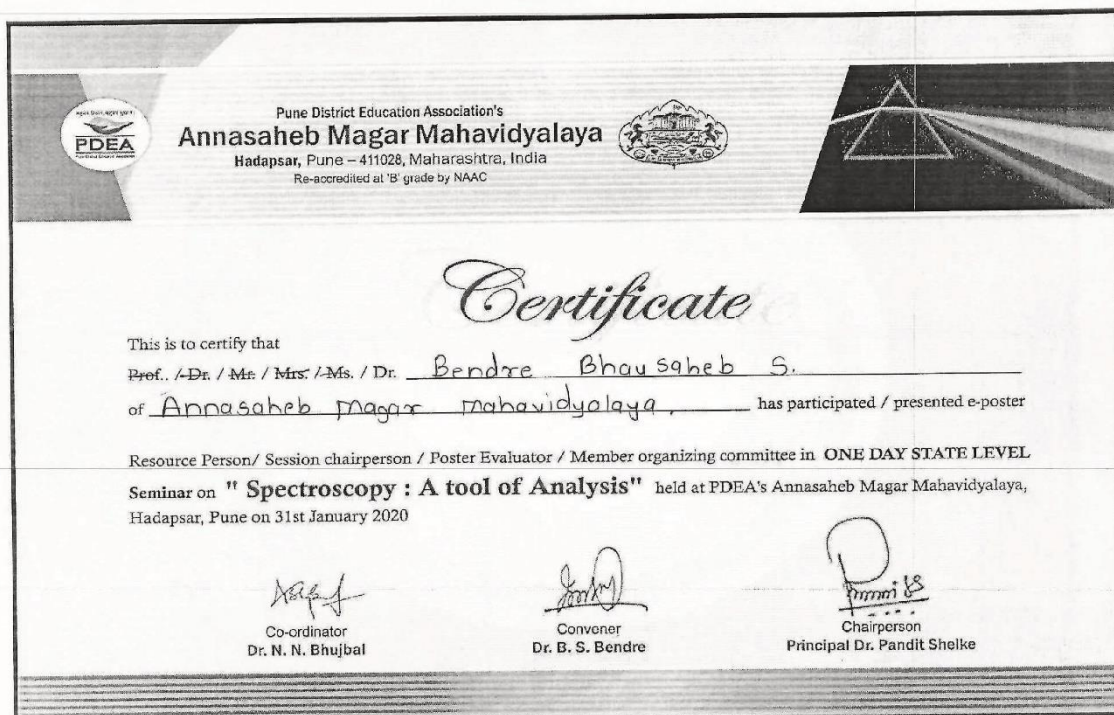 Pune District Education Association's
Annasaheb Magar Mahavidyalaya
Hadapsar, Pune – 411028, Maharashtra, India
Re-accredited at 'B' grade by NAAC
PDEA
Certificate
This is to certify that
Prof.. / Dr. / Mr. / Mrs. / Ms. / Dr. Bendre Bhausaheb S.
of Annasaheb Magar Mahavidyalaya, has participated / presented e-poster
Resource Person/ Session chairperson / Poster Evaluator / Member organizing committee in ONE DAY STATE LEVEL
Seminar on " Spectroscopy : A tool of Analysis" held at PDEA's Annasaheb Magar Mahavidyalaya,
Hadapsar, Pune on 31st January 2020
Co-ordinator
Dr. N. N. Bhujbal
Convener
Dr. B. S. Bendre
Chairperson
Principal Dr. Pandit Shelke